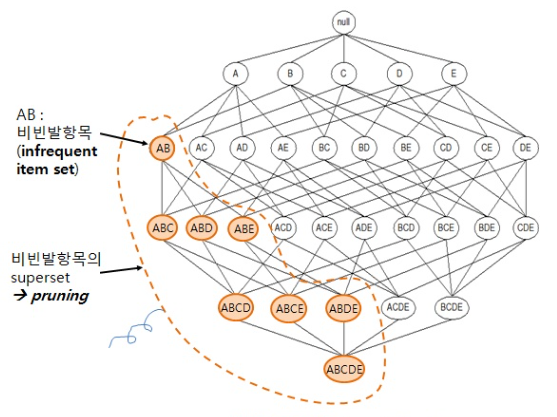 null
A B C D E
AB :
비빈발항목
(infrequent
item set)
AB AC AD AE BC BD BE CD CE DE
ABC ABD ABE ACD ACE ADE BCD BCE BDE CDE
비빈발항목의
superset
→ pruning
ABCD ABCE ABDE ACDE BCDE
ABCDE